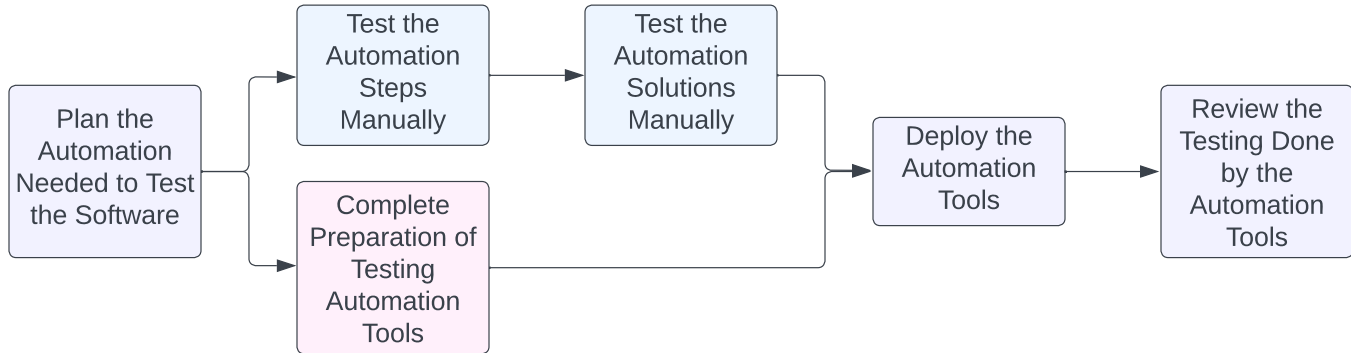 Plan the
Automation
Needed to Test
the Software
Test the
Automation
Steps
Manually
Test the
Automation
Solutions
Manually
Complete
Preparation of
Testing
Automation
Tools
Deploy the
Automation
Tools
Review the
Testing Done
by the
Automation
Tools